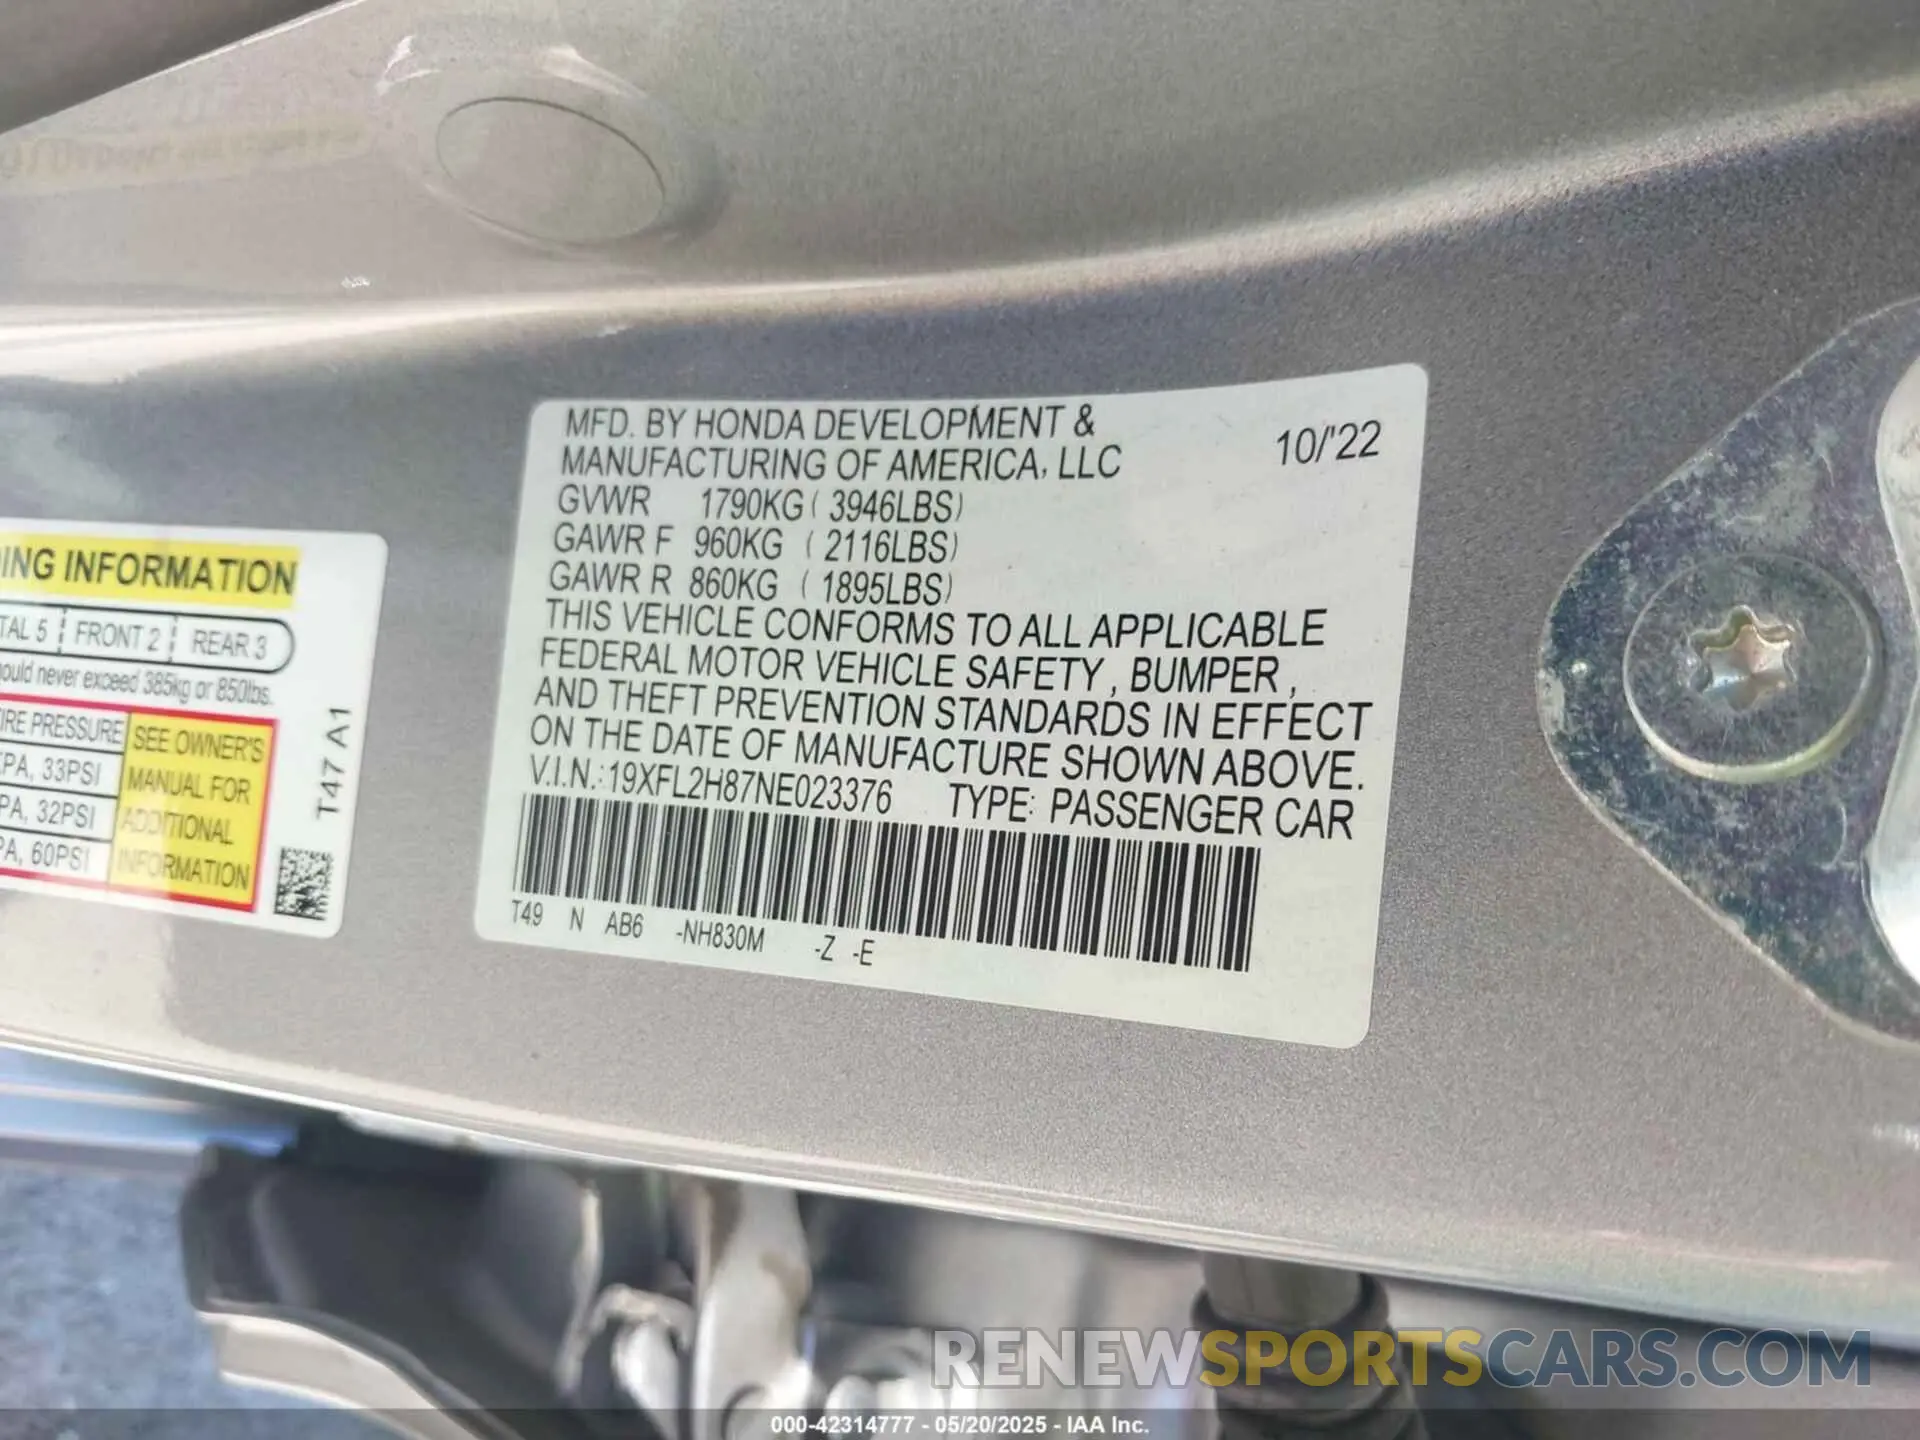 MFD. BY HONDA DEVELOPMENT &
MANUFACTURING OF AMERICA, LLC
10/'22
GVWR 1790KG ( 3946LBS)
GAWR F 960KG ( 2116LBS)
GAWR R 860KG ( 1895LBS)
THIS VEHICLE CONFORMS TO ALL APPLICABLE
FEDERAL MOTOR VEHICLE SAFETY , BUMPER ,
AND THEFT PREVENTION STANDARDS IN EFFECT
ON THE DATE OF MANUFACTURE SHOWN ABOVE.
V.I.N.:19XFL2H87NE023376 TYPE: PASSENGER CAR
T49 N AB6 -NH830M -Z -E
ING INFORMATION
TAL 5 FRONT 2 REAR 3
ould never exceed 385kg or 850lbs.
IRE PRESSURE
PA, 33PSI
PA, 32PSI
PA, 60PSI
SEE OWNER'S
MANUAL FOR
ADDITIONAL
INFORMATION
T47 A1
RENEWSPORTSCARS.COM
000-42314777 - 05/20/2025 - IAA Inc.